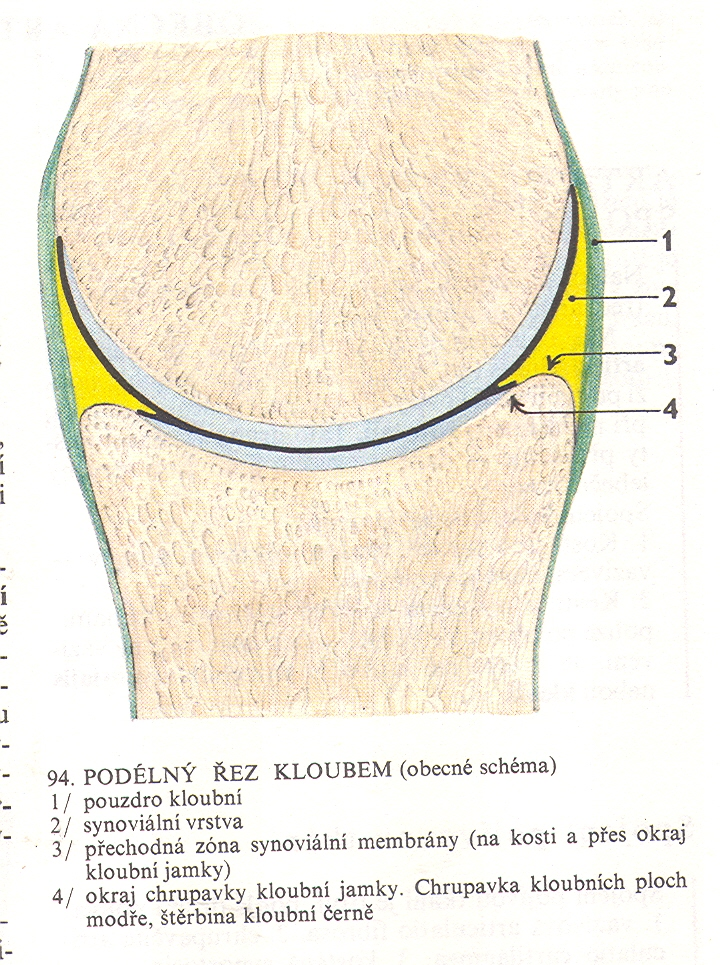 1
2
3
4
94. PODÉLNÝ ŘEZ KLOUBEM (obecné schéma)
1/ pouzdro kloubní
2/ synoviální vrstva
3/ přechodná zóna synoviální membrány (na kosti a přes okraj
kloubní jamky)
4/ okraj chrupavky kloubní jamky. Chrupavka kloubních ploch
modře, štěrbina kloubní černě